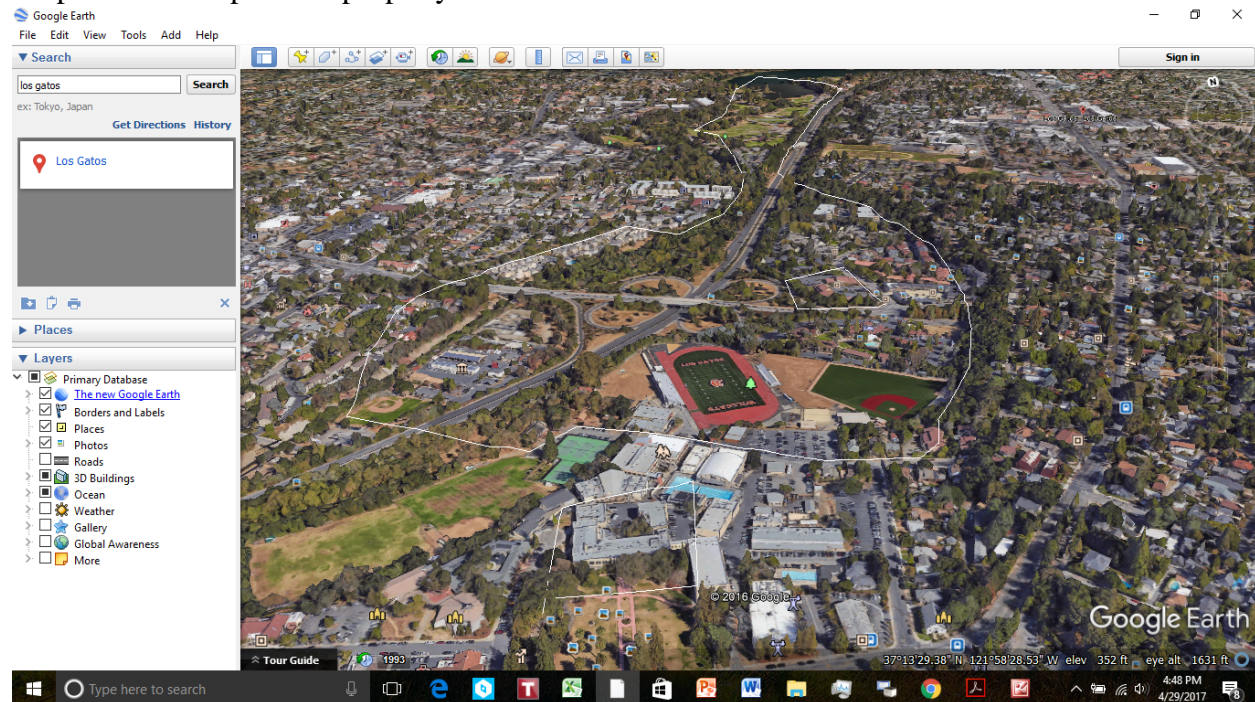 Google Earth
File Edit View Tools Add Help
▼ Search
los gatos Search
ex: Tokyo, Japan
Get Directions History
Los Gatos
▶ Places
▼ Layers
Primary Database
The new Google Earth
Borders and Labels
Places
Photos
Roads
3D Buildings
Ocean
Weather
Gallery
Global Awareness
More
Sign in
N
WILDCATS
© 2016 Google
Google Earth
Tour Guide
1993
37°13'29.38" N 121°58'28.53" W elev 352 ft eye alt 1631 ft
Type here to search
4:48 PM
4/29/2017